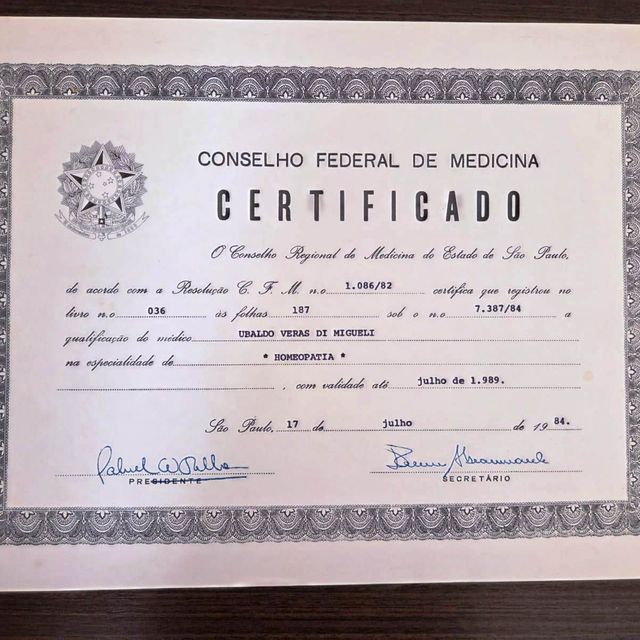 CONSELHO FEDERAL DE MEDICINA
CERTIFICADO
O Conselho Regional de Medicina do Estado de São Paulo,
de acordo com a Resolução C. F. M. n.o 1.086/82 certifica que registrou no
livro n.o 036 às folhas 187 sob o n.o 7.387/84 a
qualificação do médico UBALDO VERAS DI MIGUELI
na especialidade de * HOMEOPATIA *
, com validade até julho de 1.989.
São Paulo, 17 de julho de 1984.
PRESIDENTE
SECRETÁRIO